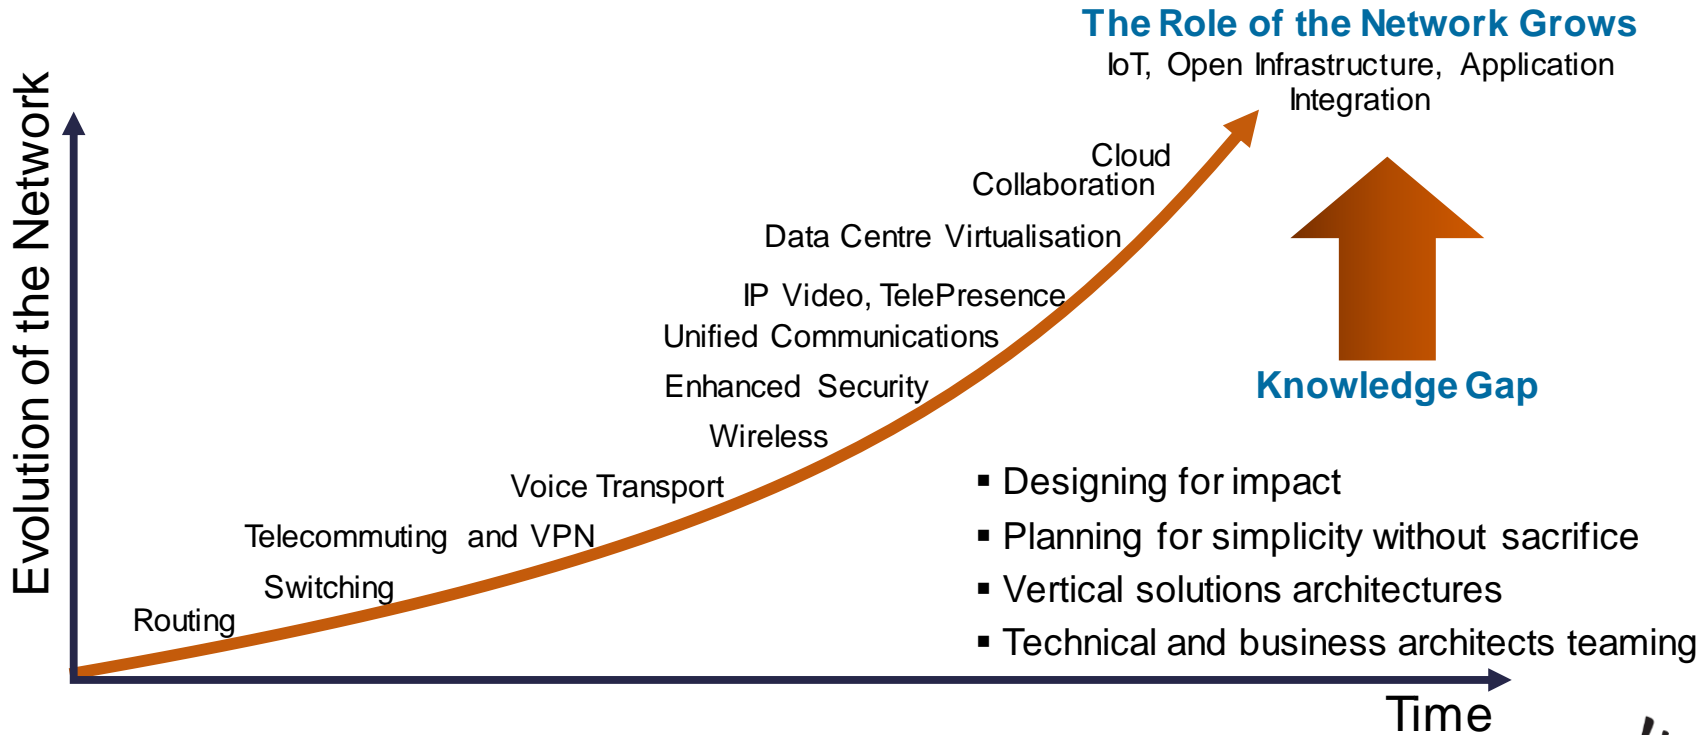 The Role of the Network Grows
IoT, Open Infrastructure, Application
Integration
Evolution of the Network
Cloud
Collaboration
Data Centre Virtualisation
IP Video, TelePresence
Unified Communications
Enhanced Security
Wireless
Voice Transport
Telecommuting and VPN
Switching
Routing
Knowledge Gap
▪ Designing for impact
▪ Planning for simplicity without sacrifice
▪ Vertical solutions architectures
▪ Technical and business architects teaming
Time